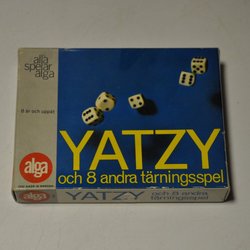 alla
spelar
alga
8 år och uppåt
YATZY
och 8 andra tärningsspel
alga
YATZY
och 8 andra
tärningsspel
alga